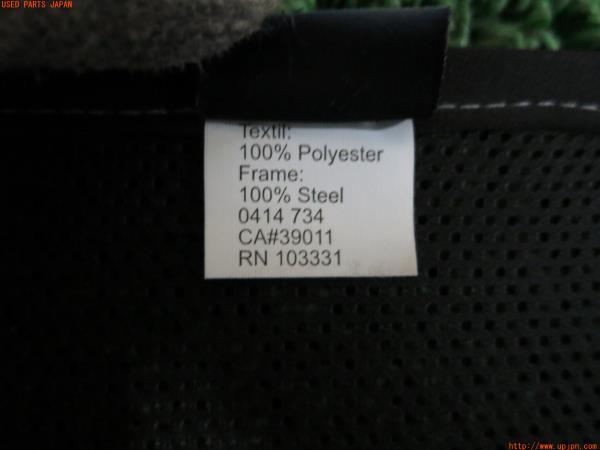 USED PARTS JAPAN
Textil:
100% Polyester
Frame:
100% Steel
0414 734
CA#39011
RN 103331
http://www.upjpn.com/